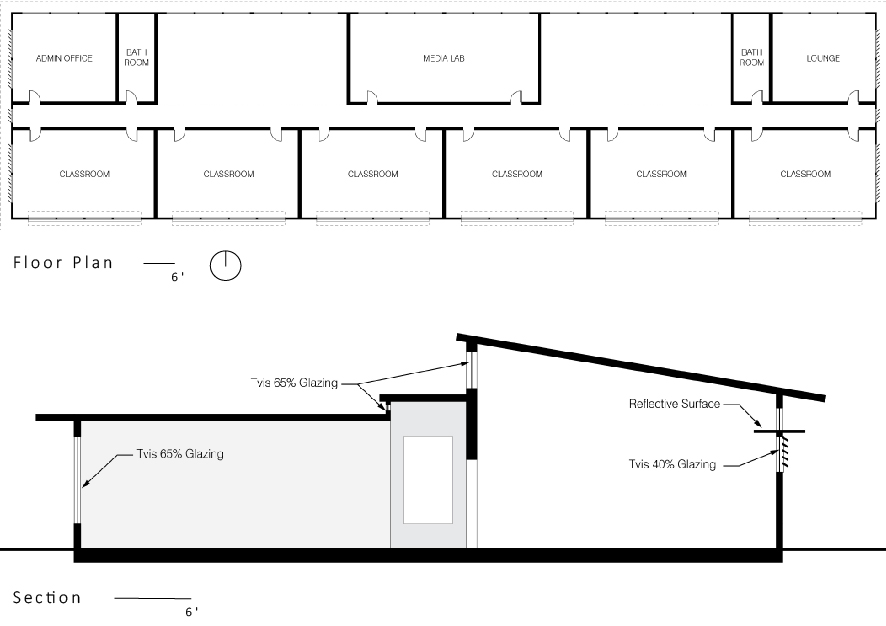 ADMIN OFFICE
BATH
ROOM
MEDIA LAB
BATH
ROOM
LOUNGE
CLASSROOM
CLASSROOM
CLASSROOM
CLASSROOM
CLASSROOM
CLASSROOM
Floor Plan
6'
Tvis 65% Glazing
Reflective Surface
Tvis 65% Glazing
Tvis 40% Glazing
Section
6'